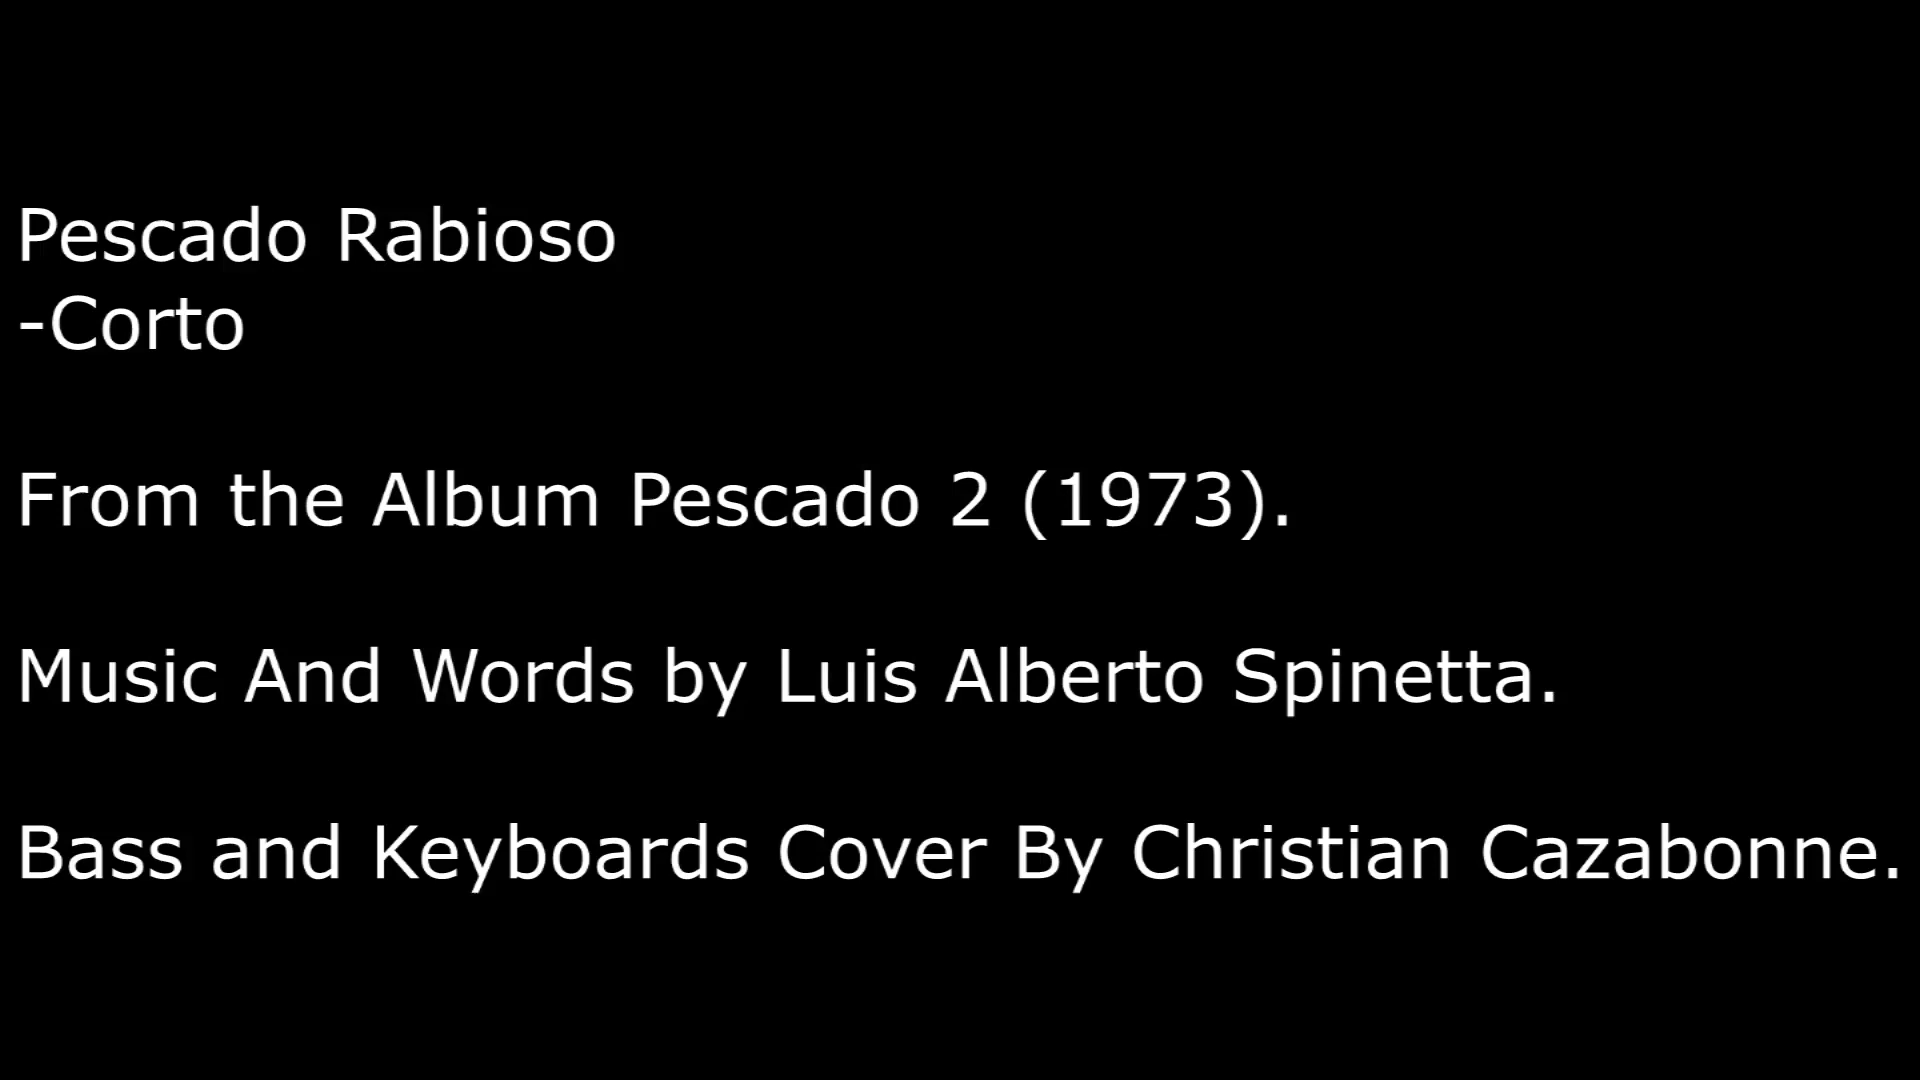 Pescado Rabioso
-Corto
From the Album Pescado 2 (1973).
Music And Words by Luis Alberto Spinetta.
Bass and Keyboards Cover By Christian Cazabonne.